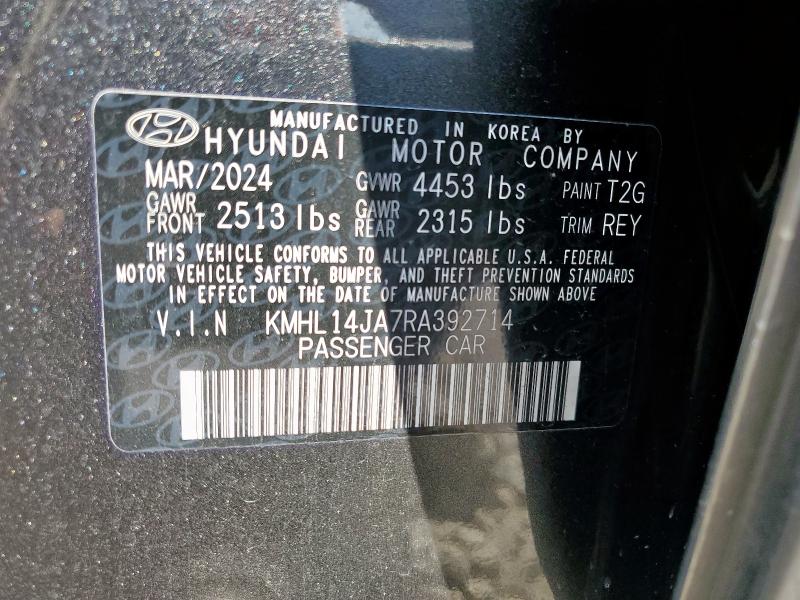 MANUFACTURED IN KOREA BY
HYUNDAI MOTOR COMPANY
MAR/2024 GVWR 4453 lbs PAINT T2G
GAWR FRONT 2513 lbs GAWR REAR 2315 lbs TRIM REY
THIS VEHICLE CONFORMS TO ALL APPLICABLE U.S.A. FEDERAL
MOTOR VEHICLE SAFETY, BUMPER, AND THEFT PREVENTION STANDARDS
IN EFFECT ON THE DATE OF MANUFACTURE SHOWN ABOVE
V.I.N KMHL14JA7RA392714
PASSENGER CAR